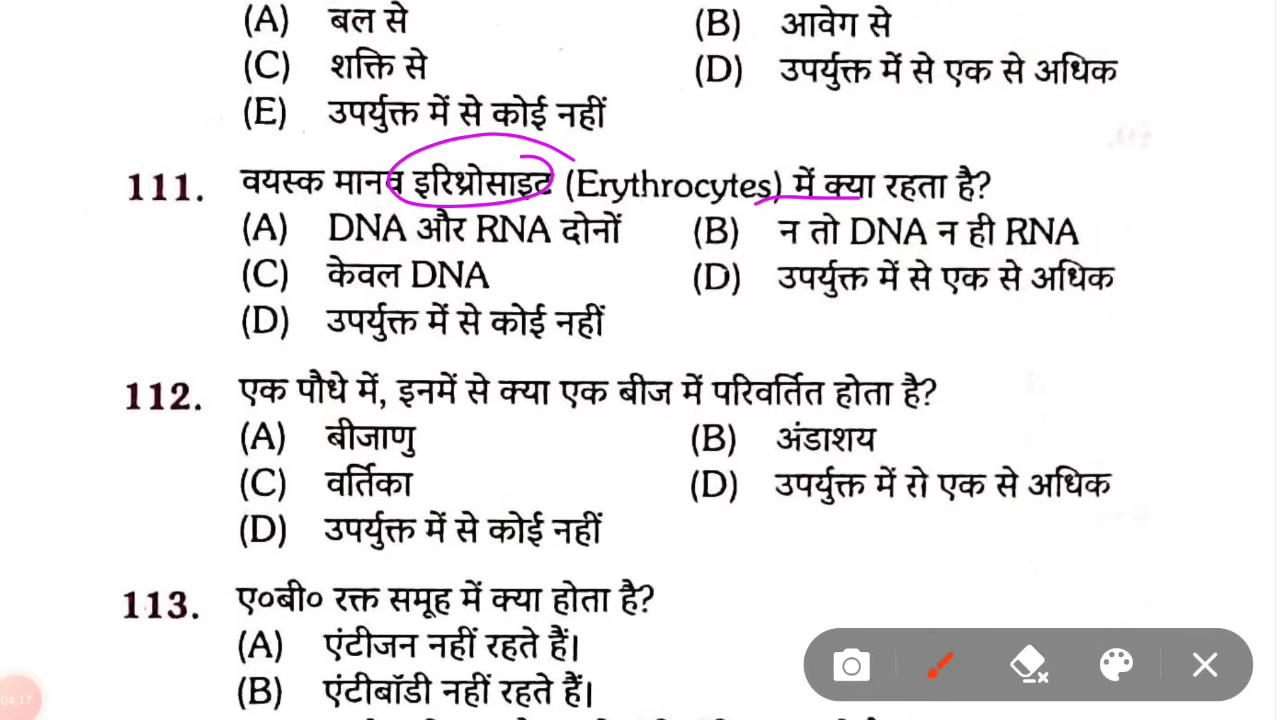 (A) बल से (B) आवेग से
(C) शक्ति से (D) उपर्युक्त में से एक से अधिक
(E) उपर्युक्त में से कोई नहीं
111. वयस्क मानव इरिथ्रोसाइट (Erythrocytes) में क्या रहता है?
(A) DNA और RNA दोनों (B) न तो DNA न ही RNA
(C) केवल DNA (D) उपर्युक्त में से एक से अधिक
(D) उपर्युक्त में से कोई नहीं
112. एक पौधे में, इनमें से क्या एक बीज में परिवर्तित होता है?
(A) बीजाणु (B) अंडाशय
(C) वर्तिका (D) उपर्युक्त में रो एक से अधिक
(D) उपर्युक्त में से कोई नहीं
113. ए०बी० रक्त समूह में क्या होता है?
(A) एंटीजन नहीं रहते हैं।
(B) एंटीबॉडी नहीं रहते हैं।
04:17